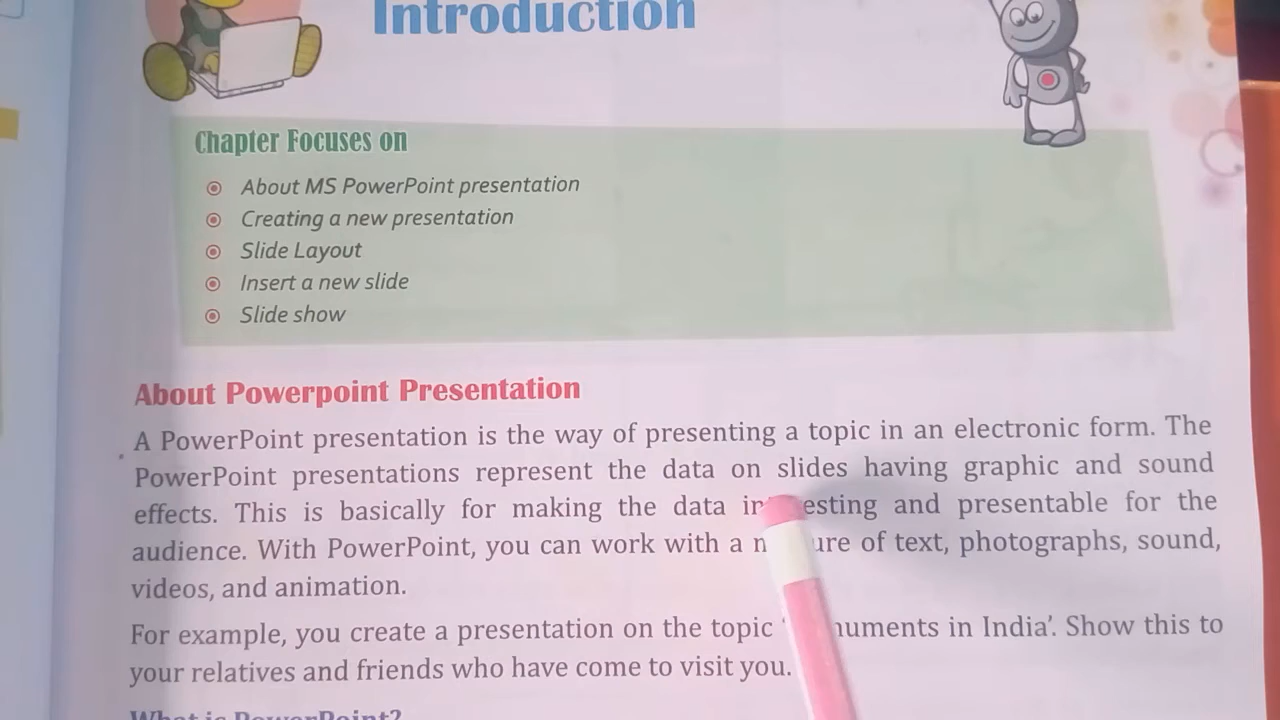 Introduction
Chapter Focuses on
About MS PowerPoint presentation
Creating a new presentation
Slide Layout
Insert a new slide
Slide show
About Powerpoint Presentation
A PowerPoint presentation is the way of presenting a topic in an electronic form. The
PowerPoint presentations represent the data on slides having graphic and sound
effects. This is basically for making the data in esting and presentable for the
audience. With PowerPoint, you can work with a m ure of text, photographs, sound,
videos, and animation.
For example, you create a presentation on the topic ‘ numents in India’. Show this to
your relatives and friends who have come to visit you.
What is PowerPoint?